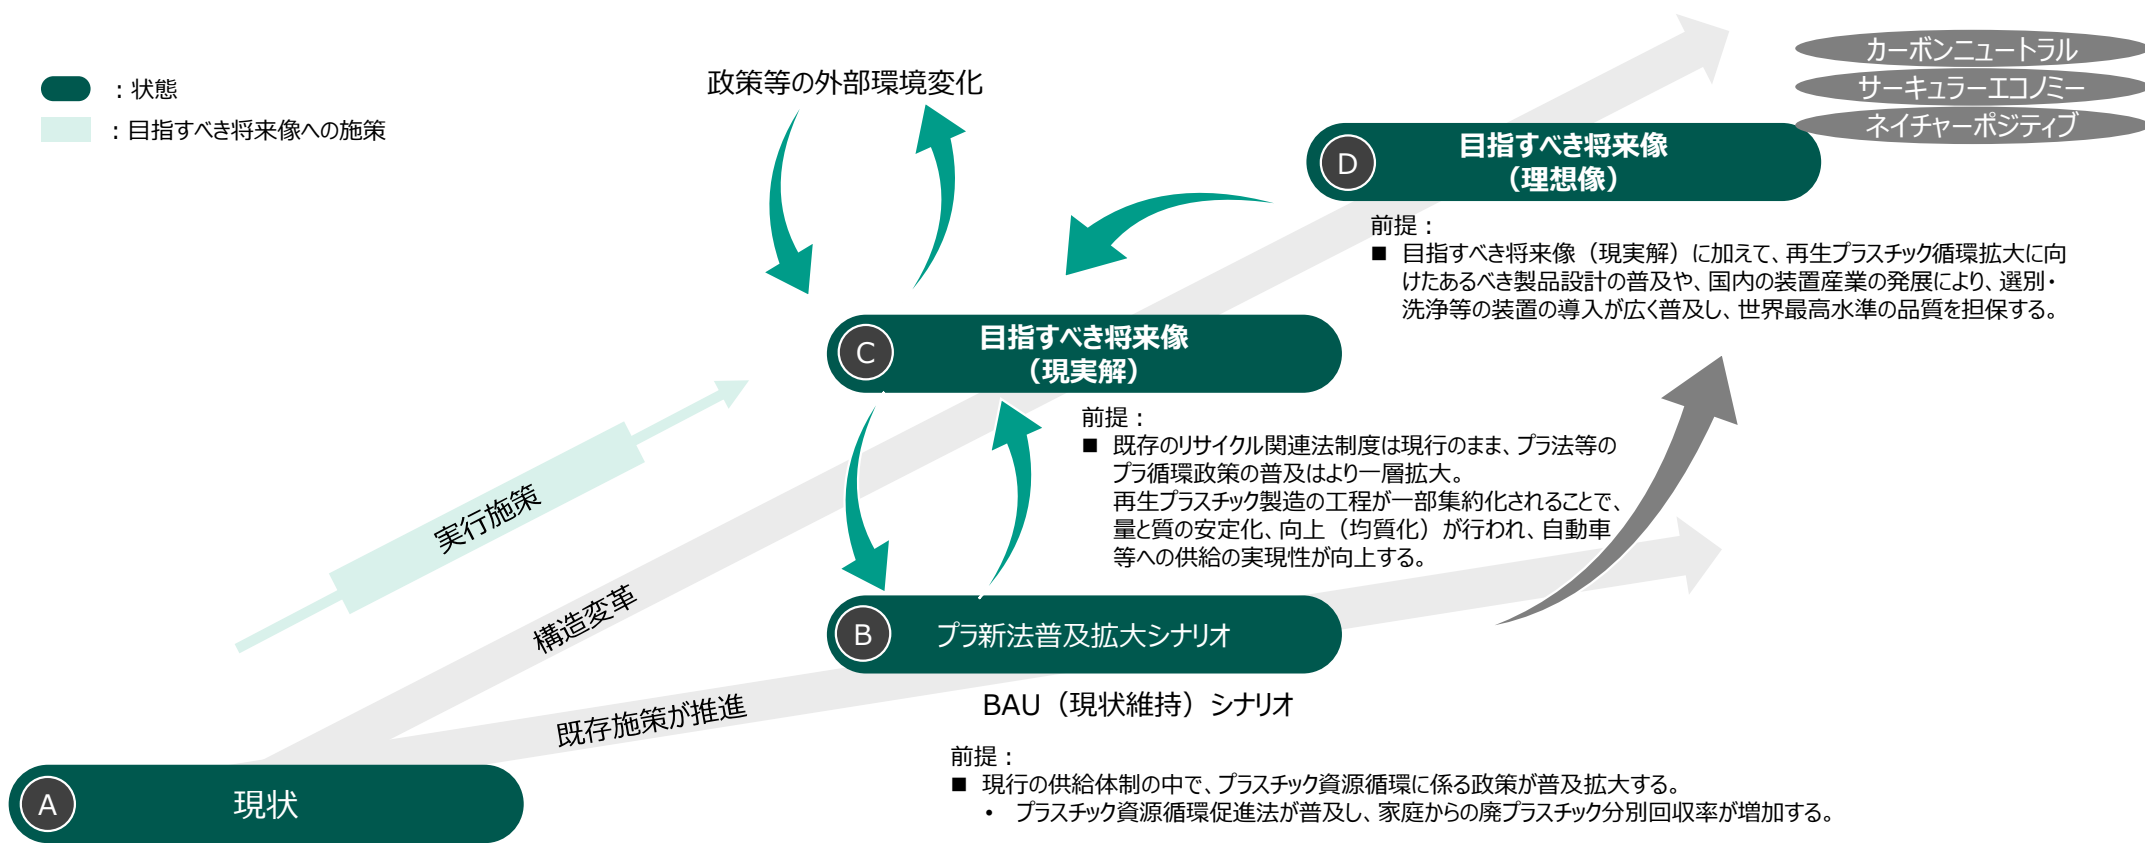 ：状態
：目指すべき将来像への施策
政策等の外部環境変化
カーボンニュートラル
サーキュラーエコノミー
ネイチャーポジティブ
D
目指すべき将来像
（理想像）
前提：
■ 目指すべき将来像（現実解）に加えて、再生プラスチック循環拡大に向
けたあるべき製品設計の普及や、国内の装置産業の発展により、選別・
洗浄等の装置の導入が広く普及し、世界最高水準の品質を担保する。
C
目指すべき将来像
（現実解）
前提：
■ 既存のリサイクル関連法制度は現行のまま、プラ法等の
プラ循環政策の普及はより一層拡大。
再生プラスチック製造の工程が一部集約化されることで、
量と質の安定化、向上（均質化）が行われ、自動車
等への供給の実現性が向上する。
実行施策
構造変革
既存施策が推進
B
プラ新法普及拡大シナリオ
BAU（現状維持）シナリオ
前提：
■ 現行の供給体制の中で、プラスチック資源循環に係る政策が普及拡大する。
• プラスチック資源循環促進法が普及し、家庭からの廃プラスチック分別回収率が増加する。
A
現状